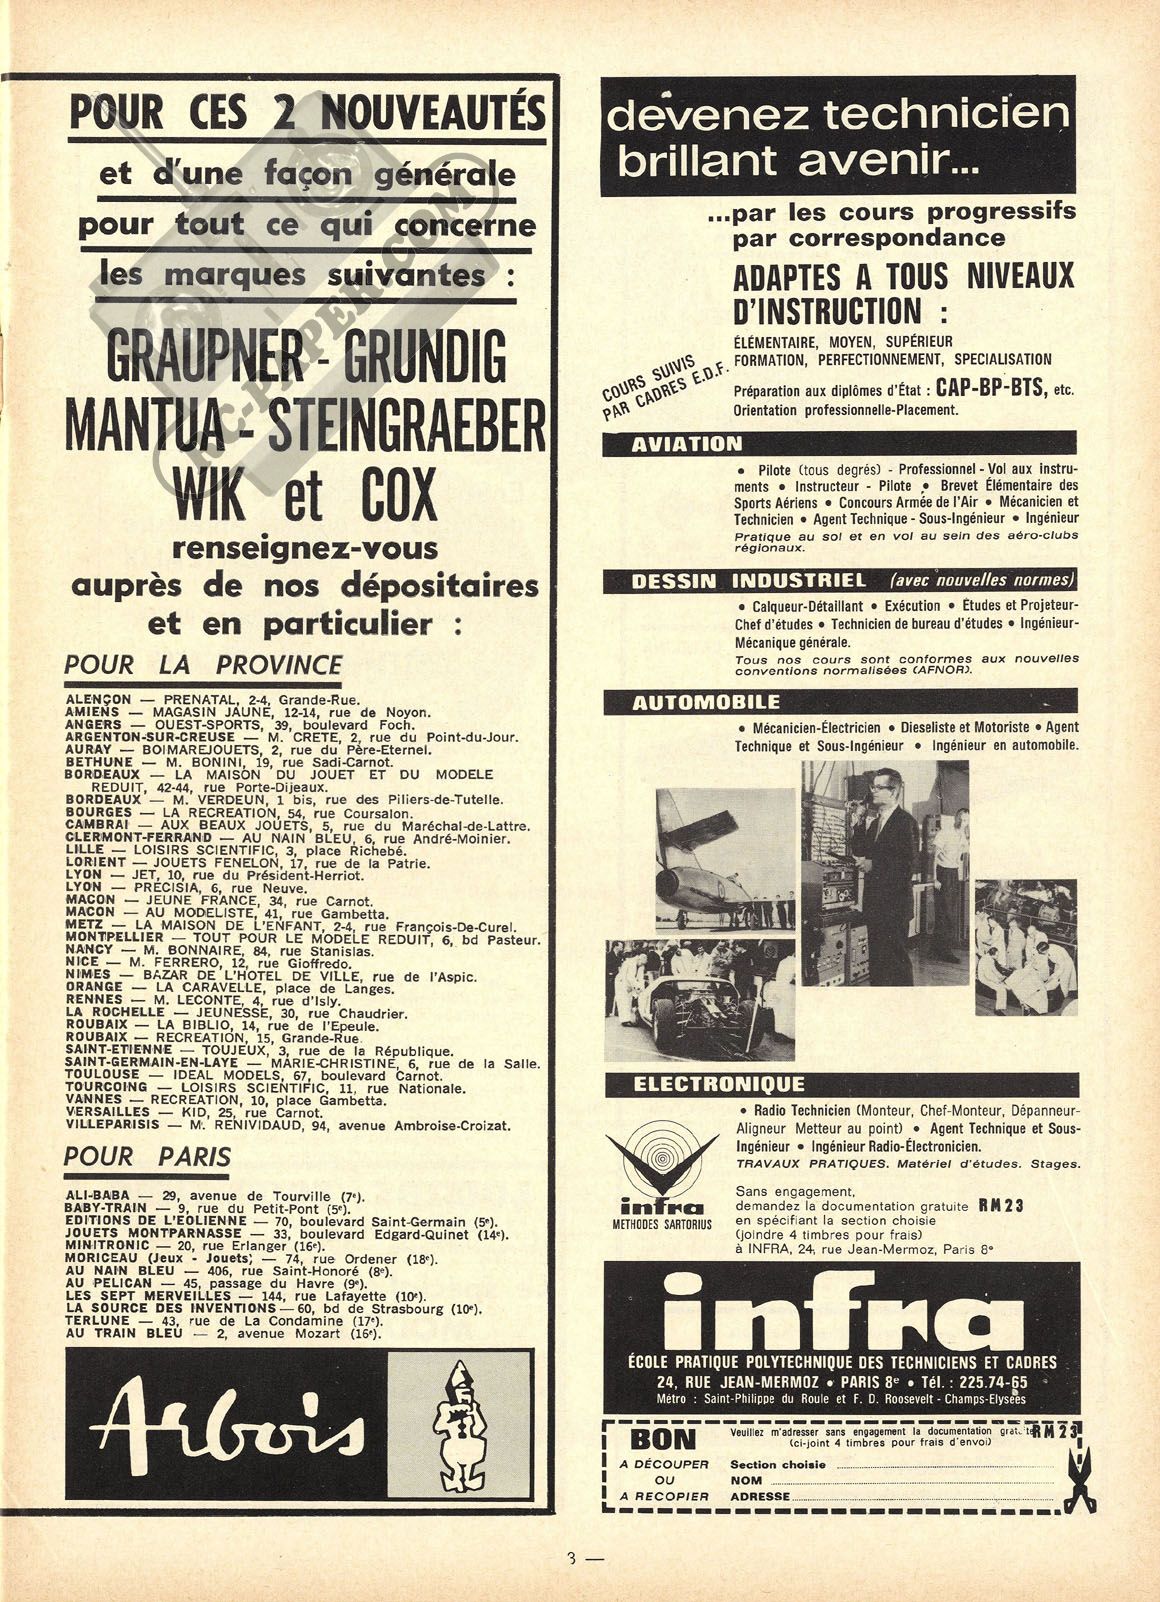 POUR CES 2 NOUVEAUTÉS
et d'une façon générale
pour tout ce qui concerne
les marques suivantes :
GRAUPNER - GRUNDIG
MANTUA - STEINGRAEBER
WIK et COX
renseignez-vous
auprès de nos dépositaires
et en particulier :
POUR LA PROVINCE
ALENÇON — PRENATAL, 2-4, Grande-Rue.
AMIENS — MAGASIN JAUNE, 12-14, rue de Noyon.
ANGERS — OUEST-SPORTS, 39, boulevard Foch.
ARGENTON-SUR-CREUSE — M. CRETE, 2, rue du Point-du-Jour.
AURAY — BOIMAREJOUETS, 2, rue du Père-Eternel.
BETHUNE — M. BONINI, 19, rue Sadi-Carnot.
BORDEAUX — LA MAISON DU JOUET ET DU MODELE
REDUIT, 42-44, rue Porte-Dijeaux.
BORDEAUX — M. VERDEUN, 1 bis, rue des Piliers-de-Tutelle.
BOURGES — LA RECREATION, 54, rue Coursalon.
CAMBRAI — AUX BEAUX JOUETS, 5, rue du Maréchal-de-Lattre.
CLERMONT-FERRAND — AU NAIN BLEU, 6, rue André-Moinier.
LILLE — LOISIRS SCIENTIFIC, 3, place Richebé.
LORIENT — JOUETS FENELON, 17, rue de la Patrie.
LYON — JET, 10, rue du Président-Herriot.
LYON — PRECISIA, 6, rue Neuve.
MACON — JEUNE FRANCE, 34, rue Carnot.
MACON — AU MODELISTE, 41, rue Gambetta.
METZ — LA MAISON DE L'ENFANT, 2-4, rue François-De-Curel.
MONTPELLIER — TOUT POUR LE MODELE REDUIT, 6, bd Pasteur.
NANCY — M. BONNAIRE, 84, rue Stanislas.
NICE — M. FERRERO, 12, rue Gioffredo.
NIMES — BAZAR DE L'HOTEL DE VILLE, rue de l'Aspic.
ORANGE — LA CARAVELLE, place de Langes.
RENNES — M. LECONTE, 4, rue d'Isly.
LA ROCHELLE — JEUNESSE, 30, rue Chaudrier.
ROUBAIX — LA BIBLIO, 14, rue de l'Epeule.
ROUBAIX — RECREATION, 15, Grande-Rue.
SAINT-ETIENNE — TOUJEUX, 3, rue de la République.
SAINT-GERMAIN-EN-LAYE — MARIE-CHRISTINE, 6, rue de la Salle.
TOULOUSE — IDEAL MODELS, 67, boulevard Carnot.
TOURCOING — LOISIRS SCIENTIFIC, 11, rue Nationale.
VANNES — RECREATION, 10, place Gambetta.
VERSAILLES — KID, 25, rue Carnot.
VILLEPARISIS — M. RENIVIDAUD, 94, avenue Ambroise-Croizat.
POUR PARIS
ALI-BABA — 29, avenue de Tourville (7e).
BABY-TRAIN — 9, rue du Petit-Pont (5e).
EDITIONS DE L'EOLIENNE — 70, boulevard Saint-Germain (5e).
JOUETS MONTPARNASSE — 33, boulevard Edgard-Quinet (14e).
MINITRONIC — 20, rue Erlanger (16e).
MORICEAU (Jeux - Jouets) — 74, rue Ordener (18e).
AU NAIN BLEU — 406, rue Saint-Honoré (8e).
AU PELICAN — 45, passage du Havre (9e).
LES SEPT MERVEILLES — 144, rue Lafayette (10e).
LA SOURCE DES INVENTIONS — 60, bd de Strasbourg (10e).
TERLUNE — 43, rue de La Condamine (17e).
AU TRAIN BLEU — 2, avenue Mozart (16e).
Arbois
RC-PAPER.COM
devenez technicien
brillant avenir...
...par les cours progressifs
par correspondance
ADAPTES A TOUS NIVEAUX
D'INSTRUCTION :
ÉLÉMENTAIRE, MOYEN, SUPÉRIEUR
FORMATION, PERFECTIONNEMENT, SPECIALISATION
COURS SUIVIS
PAR CADRES E.D.F.
Préparation aux diplômes d'État : CAP-BP-BTS, etc.
Orientation professionnelle-Placement.
AVIATION
• Pilote (tous degrés) - Professionnel - Vol aux instru-
ments • Instructeur - Pilote • Brevet Élémentaire des
Sports Aériens • Concours Armée de l'Air • Mécanicien et
Technicien • Agent Technique - Sous-Ingénieur • Ingénieur
Pratique au sol et en vol au sein des aéro-clubs
régionaux.
DESSIN INDUSTRIEL (avec nouvelles normes)
• Calqueur-Détaillant • Exécution • Études et Projeteur-
Chef d'études • Technicien de bureau d'études • Ingénieur-
Mécanique générale.
Tous nos cours sont conformes aux nouvelles
conventions normalisées (AFNOR).
AUTOMOBILE
• Mécanicien-Électricien • Dieseliste et Motoriste • Agent
Technique et Sous-Ingénieur • Ingénieur en automobile.
ELECTRONIQUE
• Radio Technicien (Monteur, Chef-Monteur, Dépanneur-
Aligneur Metteur au point) • Agent Technique et Sous-
Ingénieur • Ingénieur Radio-Électronicien.
TRAVAUX PRATIQUES. Matériel d'études. Stages.
infra
METHODES SARTORIUS
Sans engagement,
demandez la documentation gratuite RM23
en spécifiant la section choisie
(joindre 4 timbres pour frais)
à INFRA, 24, rue Jean-Mermoz, Paris 8e
infra
ÉCOLE PRATIQUE POLYTECHNIQUE DES TECHNICIENS ET CADRES
24, RUE JEAN-MERMOZ • PARIS 8e • Tél. : 225.74-65
Métro : Saint-Philippe du Roule et F. D. Roosevelt - Champs-Elysées
BON
A DÉCOUPER
OU
A RECOPIER
Veuillez m'adresser sans engagement la documentation gratuite RM23
(ci-joint 4 timbres pour frais d'envoi)
Section choisie
NOM
ADRESSE
3 —